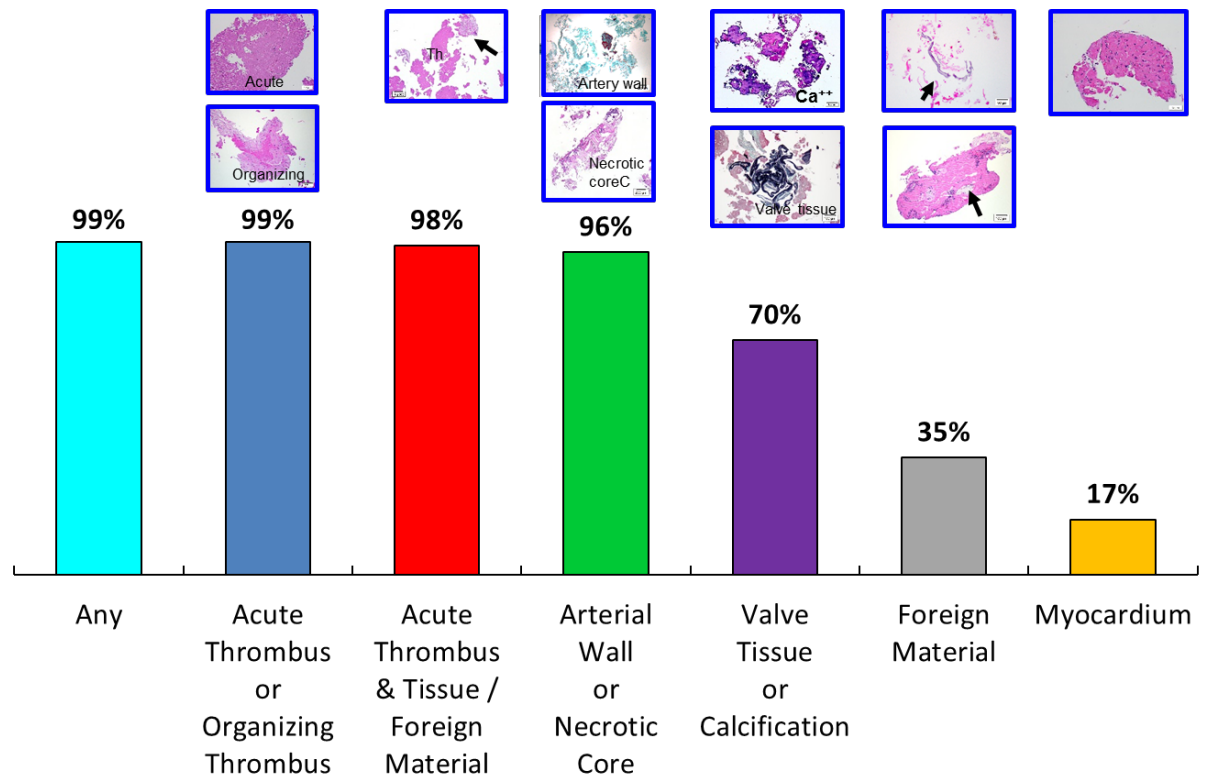 Acute
Organizing
Th
Artery wall
Necrotic
coreC
Ca++
Valve tissue
99%
99%
98%
96%
70%
35%
17%
Any
Acute
Thrombus
or
Organizing
Thrombus
Acute
Thrombus
& Tissue /
Foreign
Material
Arterial
Wall
or
Necrotic
Core
Valve
Tissue
or
Calcification
Foreign
Material
Myocardium